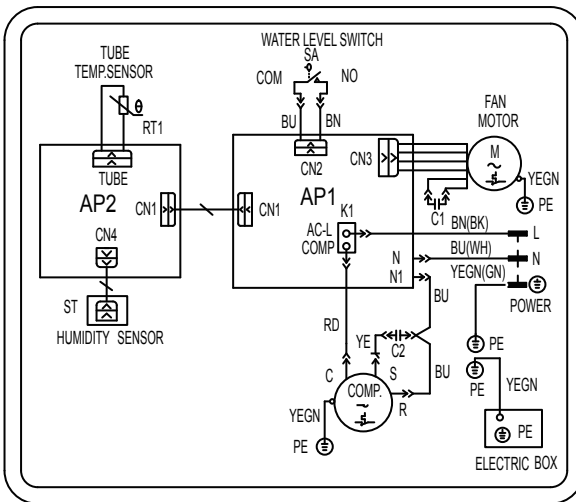 WATER LEVEL SWITCH
SA
TUBE
TEMP.SENSOR
COM
NO
θ
RT1
FAN
MOTOR
BU
BN
CN2
CN3
M
TUBE
AP2
AP1
YEGN
CN1
CN1
K1
C1
PE
AC-L
COMP
BN(BK)
L
CN4
N
BU(WH)
N
N1
YEGN(GN)
ST
BU
POWER
HUMIDITY SENSOR
RD
YE
C2
PE
C
S
BU
PE
YEGN
COMP.
R
YEGN
PE
PE
ELECTRIC BOX